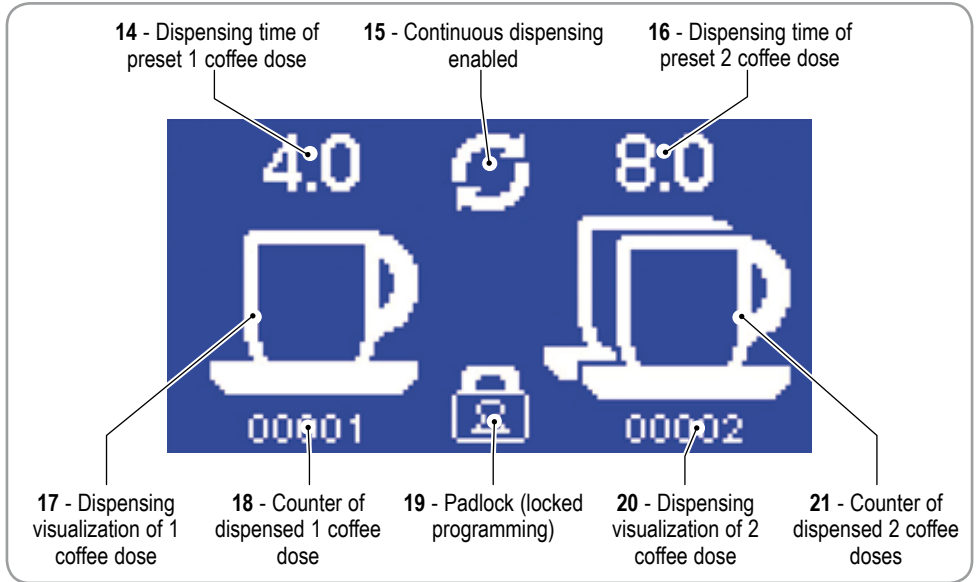 14 - Dispensing time of
preset 1 coffee dose
15 - Continuous dispensing
enabled
16 - Dispensing time of
preset 2 coffee dose
4.0
8.0
00001
00002
17 - Dispensing
visualization of 1
coffee dose
18 - Counter of
dispensed 1 coffee
dose
19 - Padlock (locked
programming)
20 - Dispensing
visualization of 2
coffee dose
21 - Counter of
dispensed 2 coffee
doses